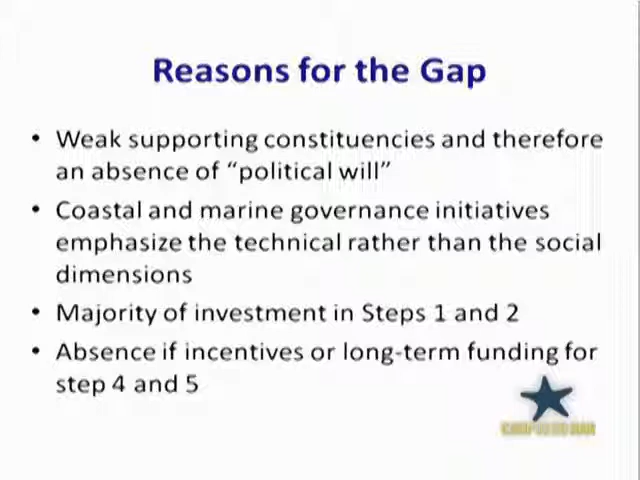 Reasons for the Gap
• Weak supporting constituencies and therefore
an absence of “political will”
• Coastal and marine governance initiatives
emphasize the technical rather than the social
dimensions
• Majority of investment in Steps 1 and 2
• Absence if incentives or long-term funding for
step 4 and 5